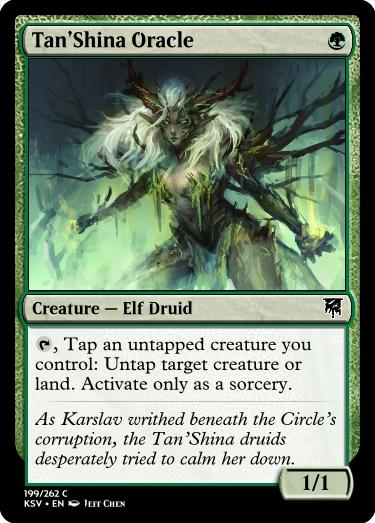 Tan'Shina Oracle
Creature — Elf Druid
, Tap an untapped creature you
control: Untap target creature or
land. Activate only as a sorcery.
As Karslav writhed beneath the Circle's
corruption, the Tan'Shina druids
desperately tried to calm her down.
1/1
199/262 C
KSV • EN Jeff Chen